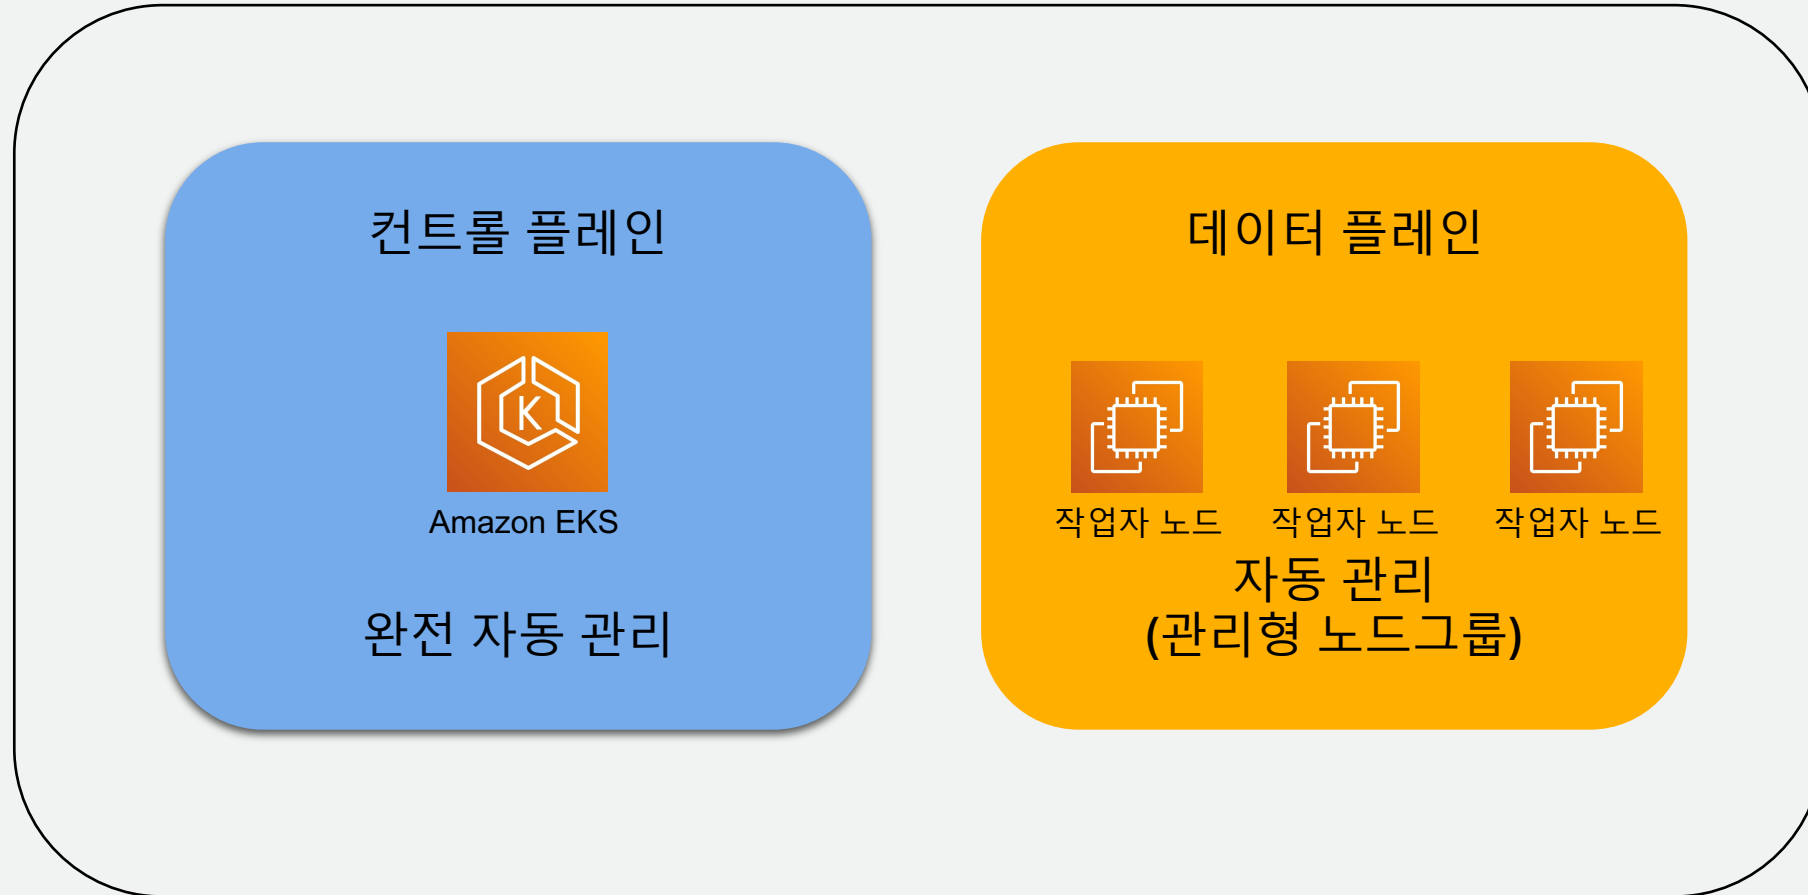 컨트롤 플레인
K
Amazon EKS
완전 자동 관리
데이터 플레인
작업자 노드 작업자 노드 작업자 노드
자동 관리
(관리형 노드그룹)